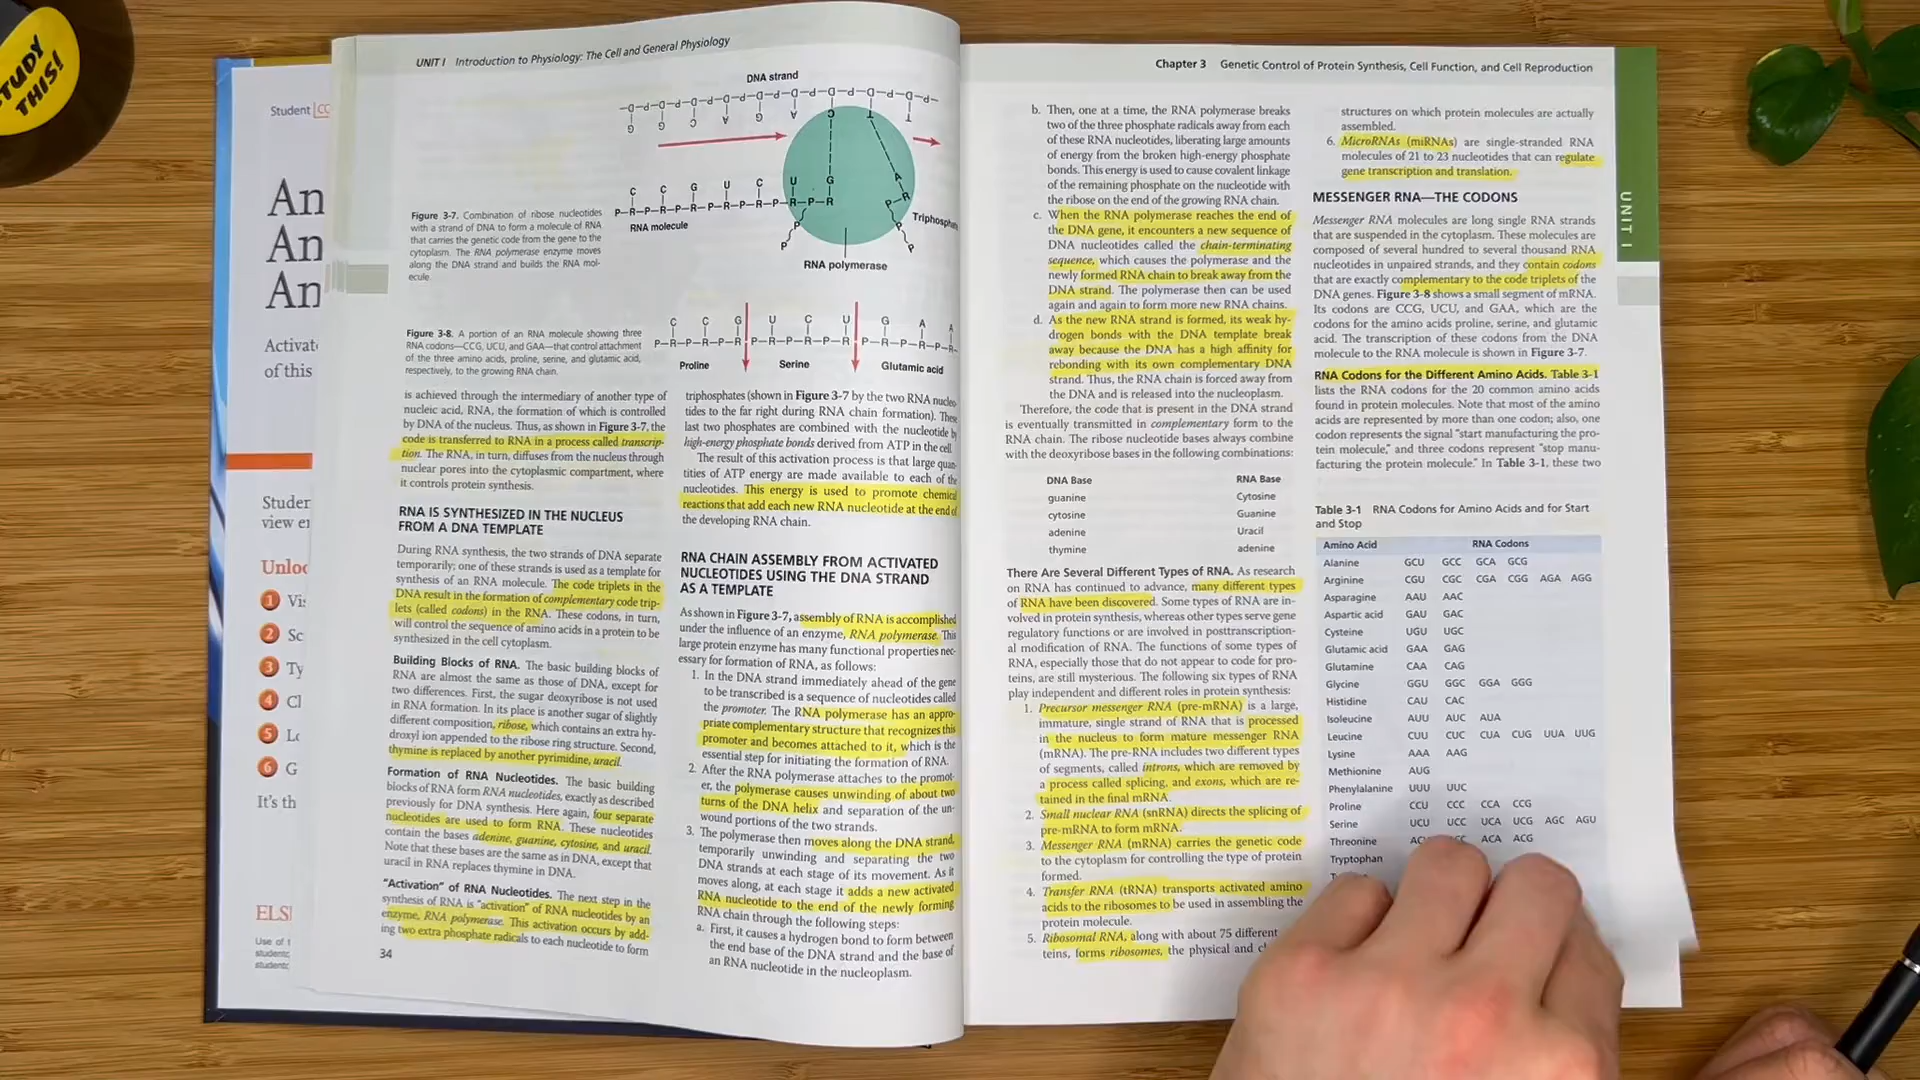 STUDY
THIS!
Student
An
An
An
Activat
of this
Studen
view en
Unloc
1 Vis
2 Sc
3 Ty
4 Cl
5
6 G
It's th
ELS
Use of
students
students
UNIT I Introduction to Physiology: The Cell and General Physiology
DNA strand
Figure 3-7. Combination of ribose nucleotides
with a strand of DNA to form a molecule of RNA
that carries the genetic code from the gene to the
cytoplasm. The RNA polymerase enzyme moves
along the DNA strand and builds the RNA mol-
ecule.
C C G U C U G
P–R–P–R–P–R–P–R–P–R–P–R–P–R
RNA molecule
Triphosphate
RNA polymerase
Figure 3-8. A portion of an RNA molecule showing three
RNA codons—CCG, UCU, and GAA—that control attachment
of the three amino acids, proline, serine, and glutamic acid,
respectively, to the growing RNA chain.
C C G U C U G A A
P–R–P–R–P–R–P–R–P–R–P–R–P–R–P–R–P–R–
Proline Serine Glutamic acid
is achieved through the intermediary of another type of
nucleic acid, RNA, the formation of which is controlled
by DNA of the nucleus. Thus, as shown in Figure 3-7, the
code is transferred to RNA in a process called transcrip-
tion. The RNA, in turn, diffuses from the nucleus through
nuclear pores into the cytoplasmic compartment, where
it controls protein synthesis.
RNA IS SYNTHESIZED IN THE NUCLEUS
FROM A DNA TEMPLATE
During RNA synthesis, the two strands of DNA separate
temporarily; one of these strands is used as a template for
synthesis of an RNA molecule. The code triplets in the
DNA result in the formation of complementary code trip-
lets (called codons) in the RNA. These codons, in turn,
will control the sequence of amino acids in a protein to be
synthesized in the cell cytoplasm.
Building Blocks of RNA. The basic building blocks of
RNA are almost the same as those of DNA, except for
two differences. First, the sugar deoxyribose is not used
in RNA formation. In its place is another sugar of slightly
different composition, ribose, which contains an extra hy-
droxyl ion appended to the ribose ring structure. Second,
thymine is replaced by another pyrimidine, uracil.
Formation of RNA Nucleotides. The basic building
blocks of RNA form RNA nucleotides, exactly as described
previously for DNA synthesis. Here again, four separate
nucleotides are used to form RNA. These nucleotides
contain the bases adenine, guanine, cytosine, and uracil.
Note that these bases are the same as in DNA, except that
uracil in RNA replaces thymine in DNA.
"Activation" of RNA Nucleotides. The next step in the
synthesis of RNA is "activation" of RNA nucleotides by an
enzyme, RNA polymerase. This activation occurs by add-
ing two extra phosphate radicals to each nucleotide to form
34
triphosphates (shown in Figure 3-7 by the two RNA nucleo-
tides to the far right during RNA chain formation). These
last two phosphates are combined with the nucleotide by
high-energy phosphate bonds derived from ATP in the cell.
The result of this activation process is that large quan-
tities of ATP energy are made available to each of the
nucleotides. This energy is used to promote chemical
reactions that add each new RNA nucleotide at the end of
the developing RNA chain.
RNA CHAIN ASSEMBLY FROM ACTIVATED
NUCLEOTIDES USING THE DNA STRAND
AS A TEMPLATE
As shown in Figure 3-7, assembly of RNA is accomplished
under the influence of an enzyme, RNA polymerase. This
large protein enzyme has many functional properties nec-
essary for formation of RNA, as follows:
1. In the DNA strand immediately ahead of the gene
to be transcribed is a sequence of nucleotides called
the promoter. The RNA polymerase has an appro-
priate complementary structure that recognizes this
promoter and becomes attached to it, which is the
essential step for initiating the formation of RNA.
2. After the RNA polymerase attaches to the promot-
er, the polymerase causes unwinding of about two
turns of the DNA helix and separation of the un-
wound portions of the two strands.
3. The polymerase then moves along the DNA strand,
temporarily unwinding and separating the two
DNA strands at each stage of its movement. As it
moves along, at each stage it adds a new activated
RNA nucleotide to the end of the newly forming
RNA chain through the following steps:
a. First, it causes a hydrogen bond to form between
the end base of the DNA strand and the base of
an RNA nucleotide in the nucleoplasm.
Chapter 3 Genetic Control of Protein Synthesis, Cell Function, and Cell Reproduction
b. Then, one at a time, the RNA polymerase breaks
two of the three phosphate radicals away from each
of these RNA nucleotides, liberating large amounts
of energy from the broken high-energy phosphate
bonds. This energy is used to cause covalent linkage
of the remaining phosphate on the nucleotide with
the ribose on the end of the growing RNA chain.
c. When the RNA polymerase reaches the end of
the DNA gene, it encounters a new sequence of
DNA nucleotides called the chain-terminating
sequence, which causes the polymerase and the
newly formed RNA chain to break away from the
DNA strand. The polymerase then can be used
again and again to form more new RNA chains.
d. As the new RNA strand is formed, its weak hy-
drogen bonds with the DNA template break
away because the DNA has a high affinity for
rebonding with its own complementary DNA
strand. Thus, the RNA chain is forced away from
the DNA and is released into the nucleoplasm.
Therefore, the code that is present in the DNA strand
is eventually transmitted in complementary form to the
RNA chain. The ribose nucleotide bases always combine
with the deoxyribose bases in the following combinations:
DNA Base RNA Base
guanine Cytosine
cytosine Guanine
adenine Uracil
thymine adenine
There Are Several Different Types of RNA. As research
on RNA has continued to advance, many different types
of RNA have been discovered. Some types of RNA are in-
volved in protein synthesis, whereas other types serve gene
regulatory functions or are involved in posttranscription-
al modification of RNA. The functions of some types of
RNA, especially those that do not appear to code for pro-
teins, are still mysterious. The following six types of RNA
play independent and different roles in protein synthesis:
1. Precursor messenger RNA (pre-mRNA) is a large,
immature, single strand of RNA that is processed
in the nucleus to form mature messenger RNA
(mRNA). The pre-RNA includes two different types
of segments, called introns, which are removed by
a process called splicing, and exons, which are re-
tained in the final mRNA.
2. Small nuclear RNA (snRNA) directs the splicing of
pre-mRNA to form mRNA.
3. Messenger RNA (mRNA) carries the genetic code
to the cytoplasm for controlling the type of protein
formed.
4. Transfer RNA (tRNA) transports activated amino
acids to the ribosomes to be used in assembling the
protein molecule.
5. Ribosomal RNA, along with about 75 different
teins, forms ribosomes, the physical and
structures on which protein molecules are actually
assembled.
6. MicroRNAs (miRNAs) are single-stranded RNA
molecules of 21 to 23 nucleotides that can regulate
gene transcription and translation.
MESSENGER RNA—THE CODONS
Messenger RNA molecules are long single RNA strands
that are suspended in the cytoplasm. These molecules are
composed of several hundred to several thousand RNA
nucleotides in unpaired strands, and they contain codons
that are exactly complementary to the code triplets of the
DNA genes. Figure 3-8 shows a small segment of mRNA.
Its codons are CCG, UCU, and GAA, which are the
codons for the amino acids proline, serine, and glutamic
acid. The transcription of these codons from the DNA
molecule to the RNA molecule is shown in Figure 3-7.
RNA Codons for the Different Amino Acids. Table 3-1
lists the RNA codons for the 20 common amino acids
found in protein molecules. Note that most of the amino
acids are represented by more than one codon; also, one
codon represents the signal "start manufacturing the pro-
tein molecule," and three codons represent "stop manu-
facturing the protein molecule." In Table 3-1, these two
Table 3-1 RNA Codons for Amino Acids and for Start
and Stop
Amino Acid RNA Codons
Alanine GCU GCC GCA GCG
Arginine CGU CGC CGA CGG AGA AGG
Asparagine AAU AAC
Aspartic acid GAU GAC
Cysteine UGU UGC
Glutamic acid GAA GAG
Glutamine CAA CAG
Glycine GGU GGC GGA GGG
Histidine CAU CAC
Isoleucine AUU AUC AUA
Leucine CUU CUC CUA CUG UUA UUG
Lysine AAA AAG
Methionine AUG
Phenylalanine UUU UUC
Proline CCU CCC CCA CCG
Serine UCU UCC UCA UCG AGC AGU
Threonine ACA ACG
Tryptophan
UNIT I